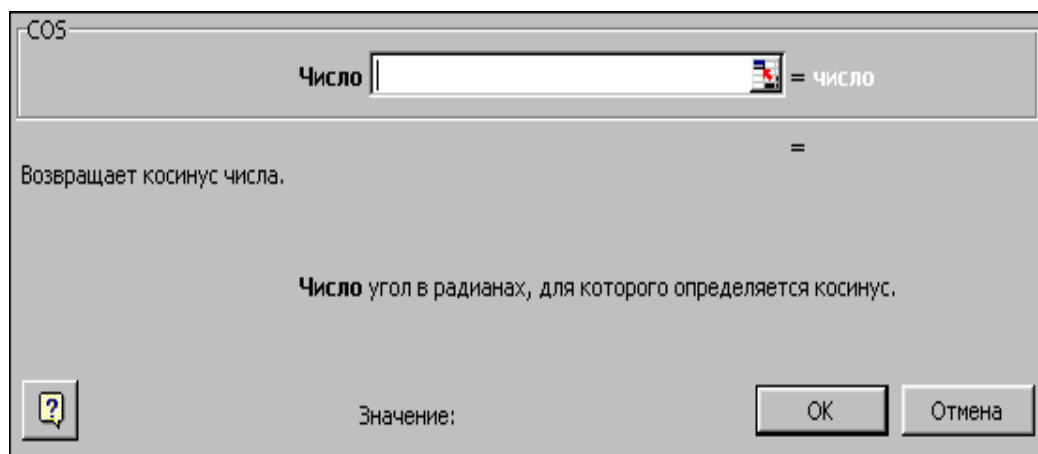 COS
Число = число
=
Возвращает косинус числа.
Число угол в радианах, для которого определяется косинус.
? Значение: OK Отмена